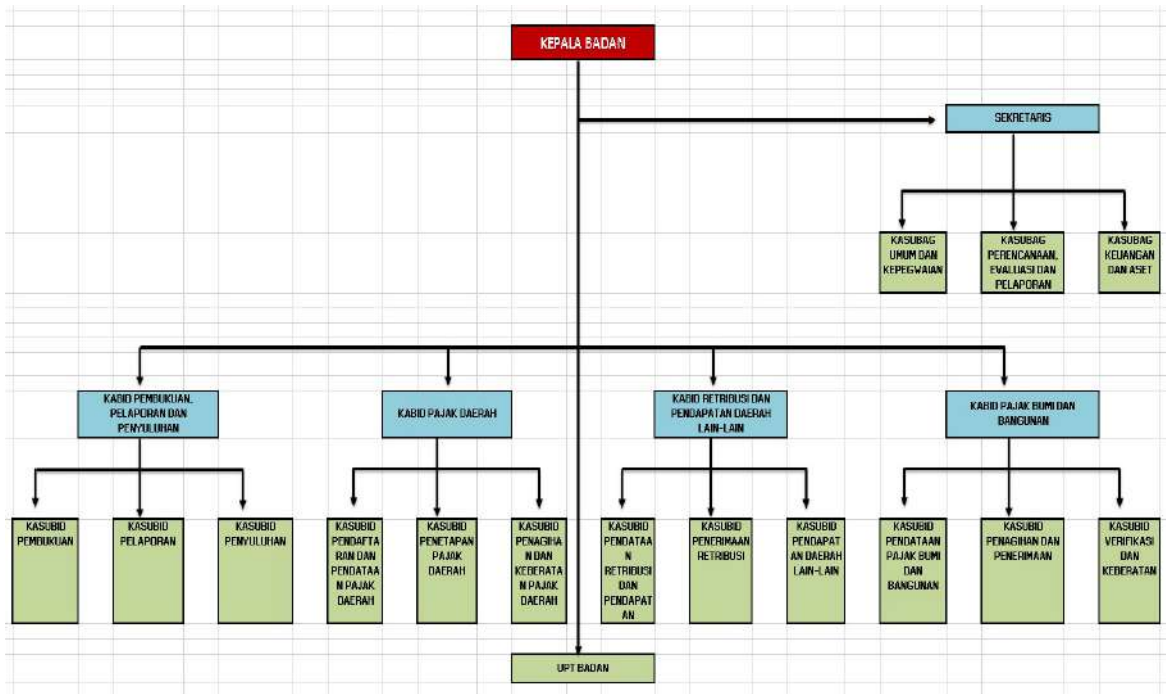 KEPALA BADAN
SEKRETARIS
KASUBAG
UMUM DAN
KEPEGWAIAN
KASUBAG
PERENCANAAN,
EVALUASI DAN
PELAPORAN
KASUBAG
KEUANGAN
DAN ASET
KABID PEMBUKUAN,
PELAPORAN DAN
PENYULUHAN
KABID PAJAK DAERAH
KABID RETRIBUSI DAN
PENDAPATAN DAERAH
LAIN-LAIN
KABID PAJAK BUMI DAN
BANGUNAN
KASUBID
PEMBUKUAN
KASUBID
PELAPORAN
KASUBID
PENYULUHAN
KASUBID
PENDAFTA
RAN DAN
PENDATAA
N PAJAK
DAERAH
KASUBID
PENETAPAN
PAJAK
DAERAH
KASUBID
PENAGIHA
N DAN
KEBERATA
N PAJAK
DAERAH
KASUBID
PENDATAA
N
RETRIBUSI
DAN
PENDAPAT
AN
KASUBID
PENERIMAAN
RETRIBUSI
KASUBID
PENDAPAT
AN DAERAH
LAIN-LAIN
KASUBID
PENDATAAN
PAJAK BUMI
DAN
BANGUNAN
KASUBID
PENAGIHAN DAN
PENERIMAAN
KASUBID
VERIFIKASI
DAN
KEBERATAN
UPT BADAN